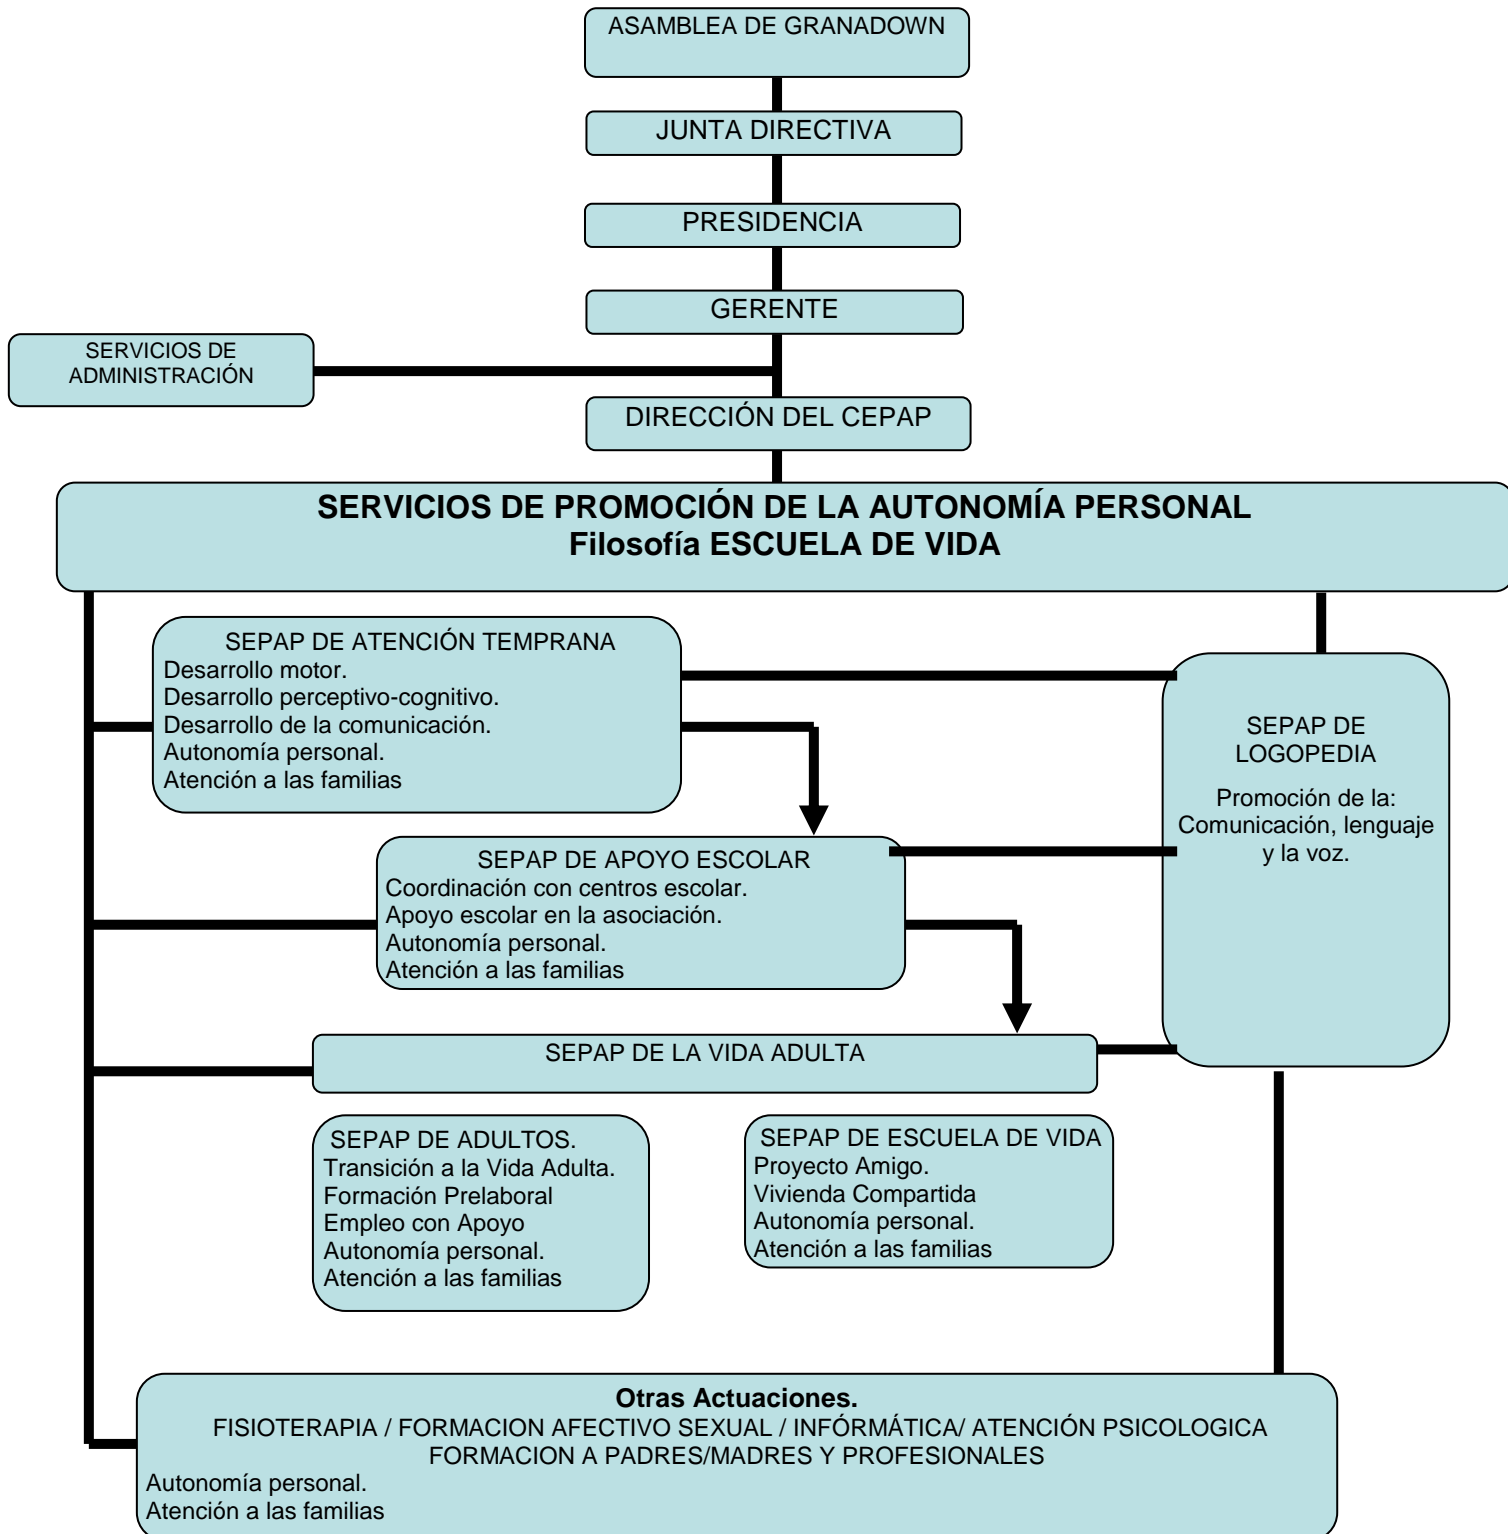 ASAMBLEA DE GRANADOWN
JUNTA DIRECTIVA
PRESIDENCIA
GERENTE
SERVICIOS DE
ADMINISTRACIÓN
DIRECCIÓN DEL CEPAP
SERVICIOS DE PROMOCIÓN DE LA AUTONOMÍA PERSONAL
Filosofía ESCUELA DE VIDA
SEPAP DE ATENCIÓN TEMPRANA
Desarrollo motor.
Desarrollo perceptivo-cognitivo.
Desarrollo de la comunicación.
Autonomía personal.
Atención a las familias
SEPAP DE
LOGOPEDIA
Promoción de la:
Comunicación, lenguaje
y la voz.
SEPAP DE APOYO ESCOLAR
Coordinación con centros escolar.
Apoyo escolar en la asociación.
Autonomía personal.
Atención a las familias
SEPAP DE LA VIDA ADULTA
SEPAP DE ADULTOS.
Transición a la Vida Adulta.
Formación Prelaboral
Empleo con Apoyo
Autonomía personal.
Atención a las familias
SEPAP DE ESCUELA DE VIDA
Proyecto Amigo.
Vivienda Compartida
Autonomía personal.
Atención a las familias
Otras Actuaciones.
FISIOTERAPIA / FORMACION AFECTIVO SEXUAL / INFÓRMÁTICA/ ATENCIÓN PSICOLOGICA
FORMACION A PADRES/MADRES Y PROFESIONALES
Autonomía personal.
Atención a las familias